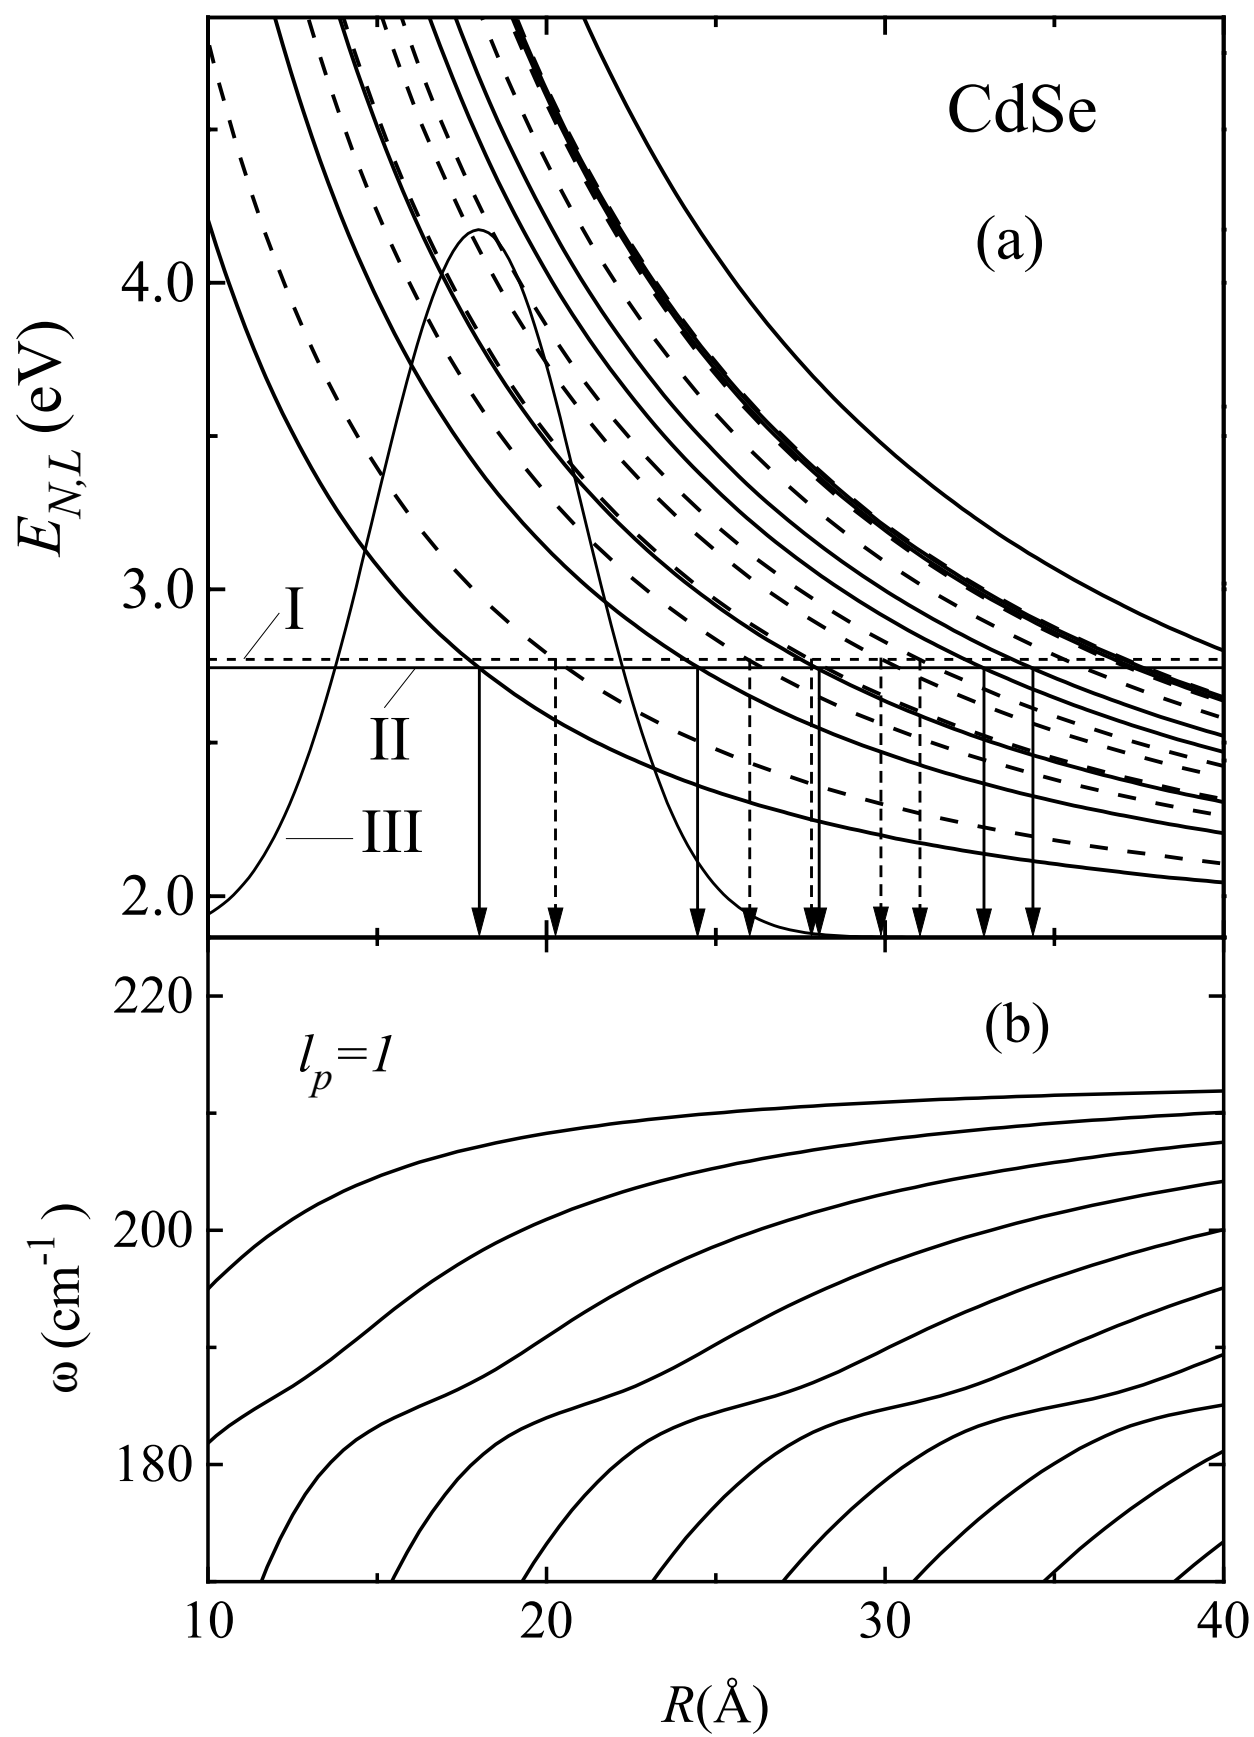 CdSe
(a)
4.0
3.0
2.0
E_{N,L} (eV)
I
II
III
220
200
180
(b)
l_p=1
ω (cm^{-1})
10 20 30 40
R(Å)